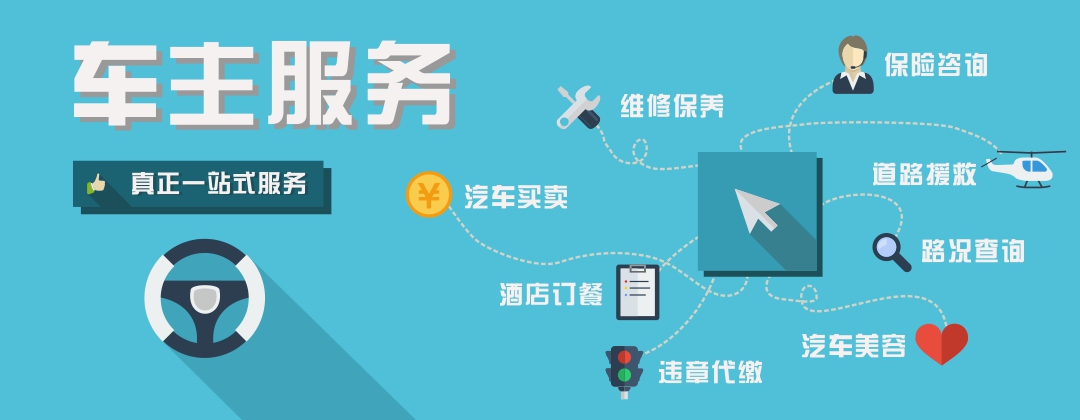 车主服务
真正一站式服务
保险咨询
维修保养
道路援救
¥ 汽车买卖
路况查询
酒店订餐
汽车美容
违章代缴